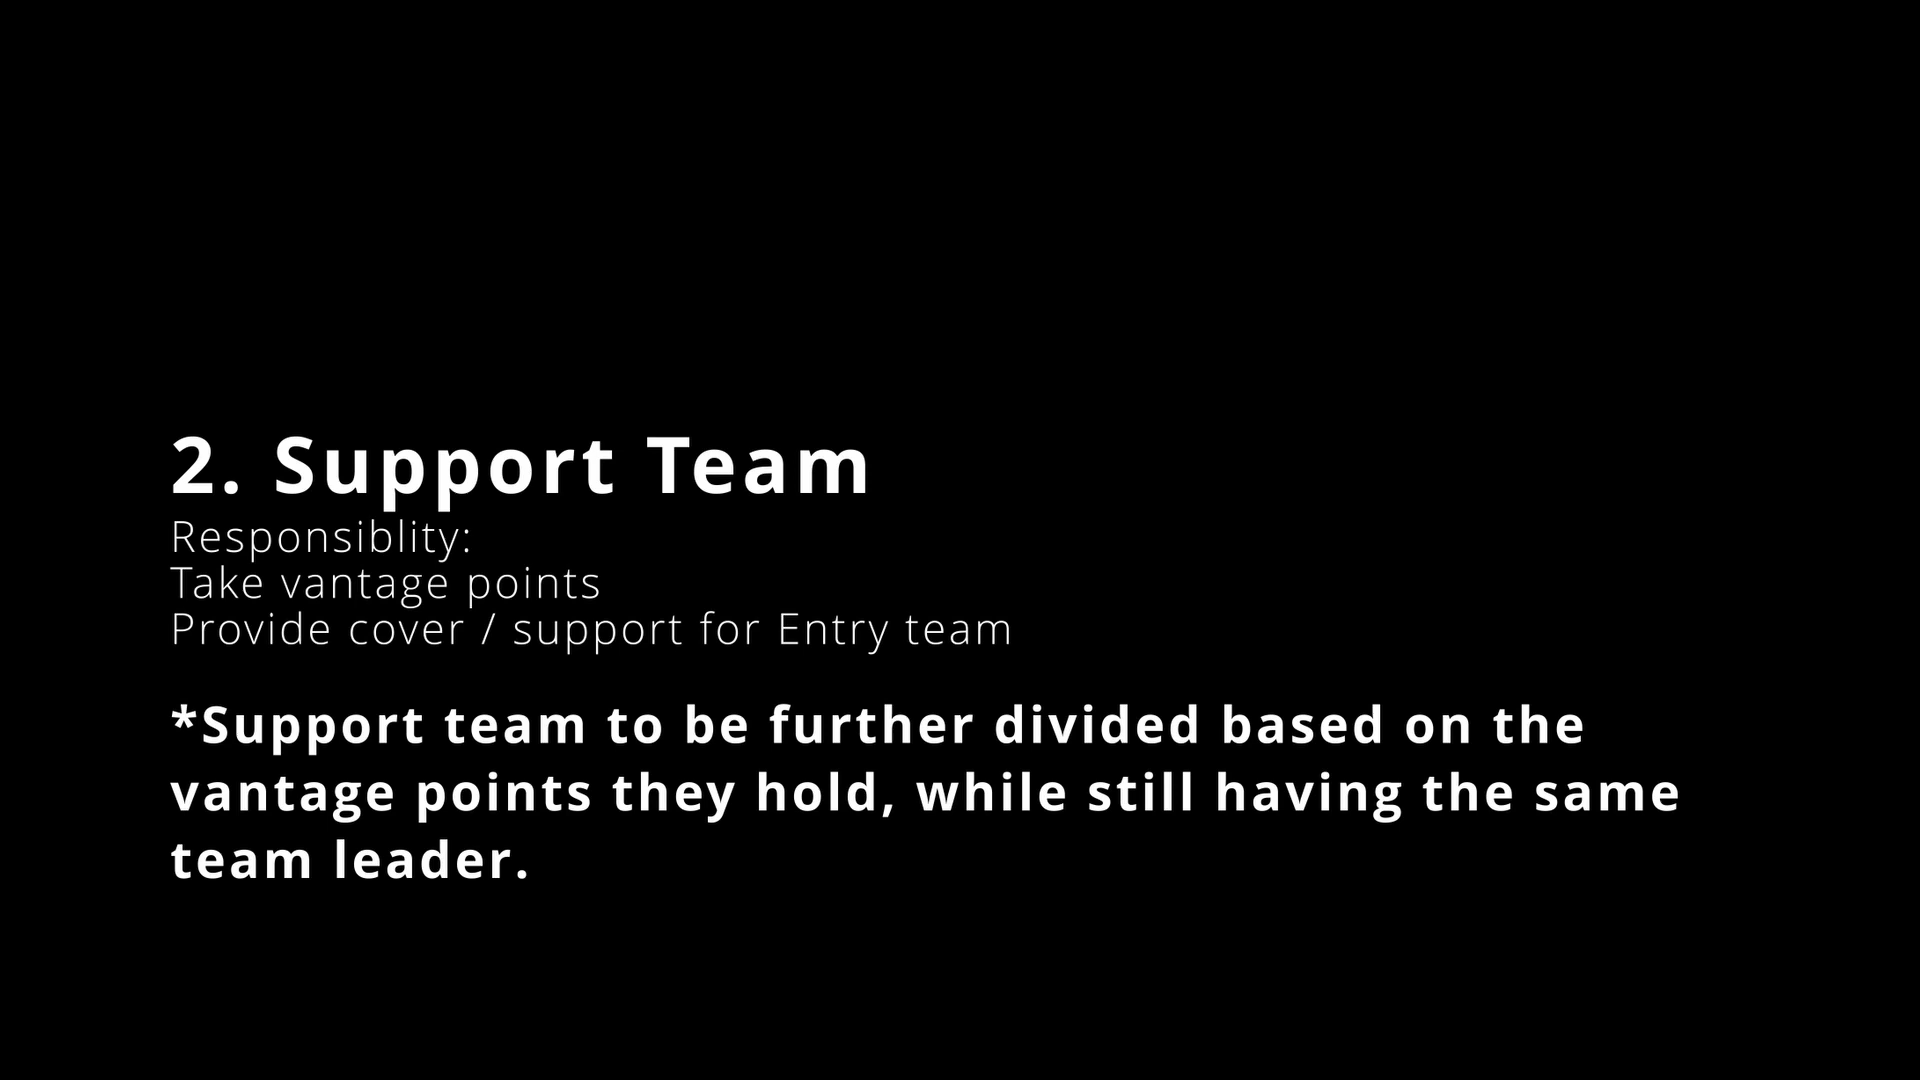 2. Support Team
Responsiblity:
Take vantage points
Provide cover / support for Entry team
*Support team to be further divided based on the
vantage points they hold, while still having the same
team leader.